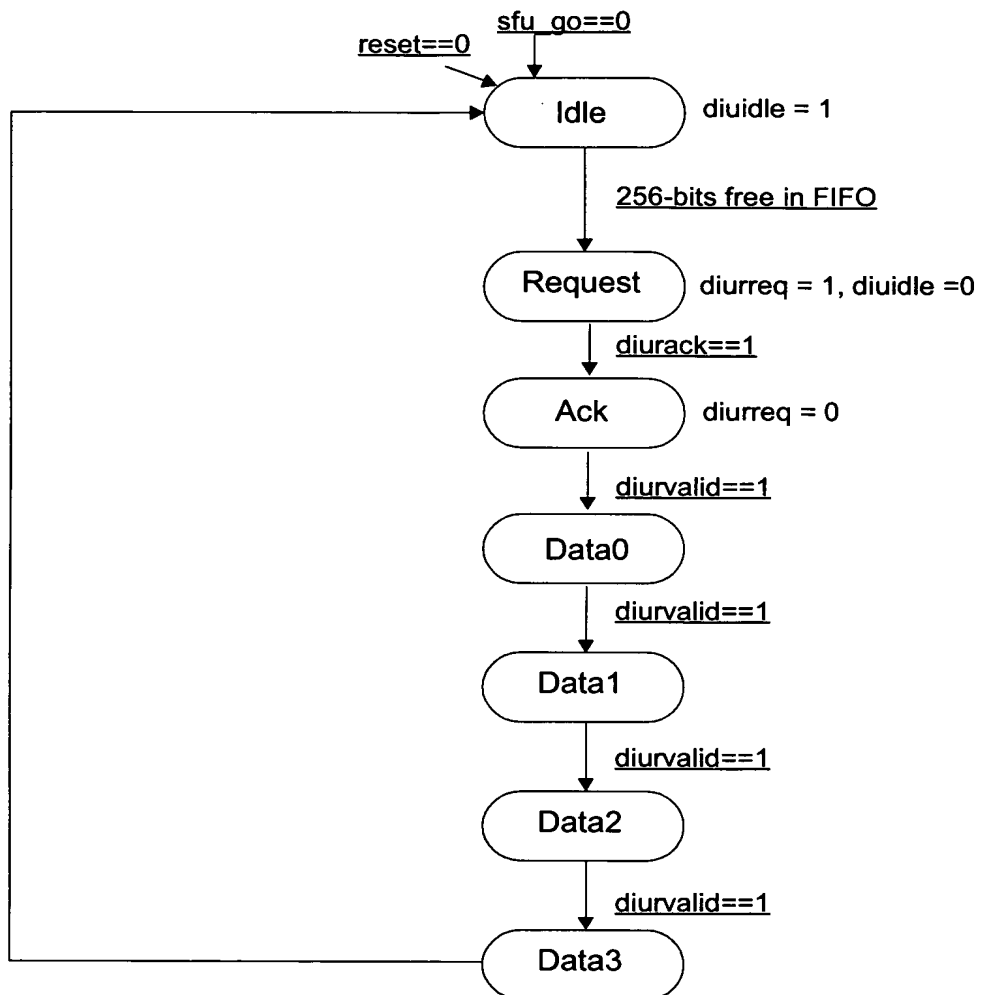 sfu_go==0
reset==0
Idle
diuidle = 1
256-bits free in FIFO
Request
diurreq = 1, diuidle =0
diurack==1
Ack
diurreq = 0
diurvalid==1
Data0
diurvalid==1
Data1
diurvalid==1
Data2
diurvalid==1
Data3